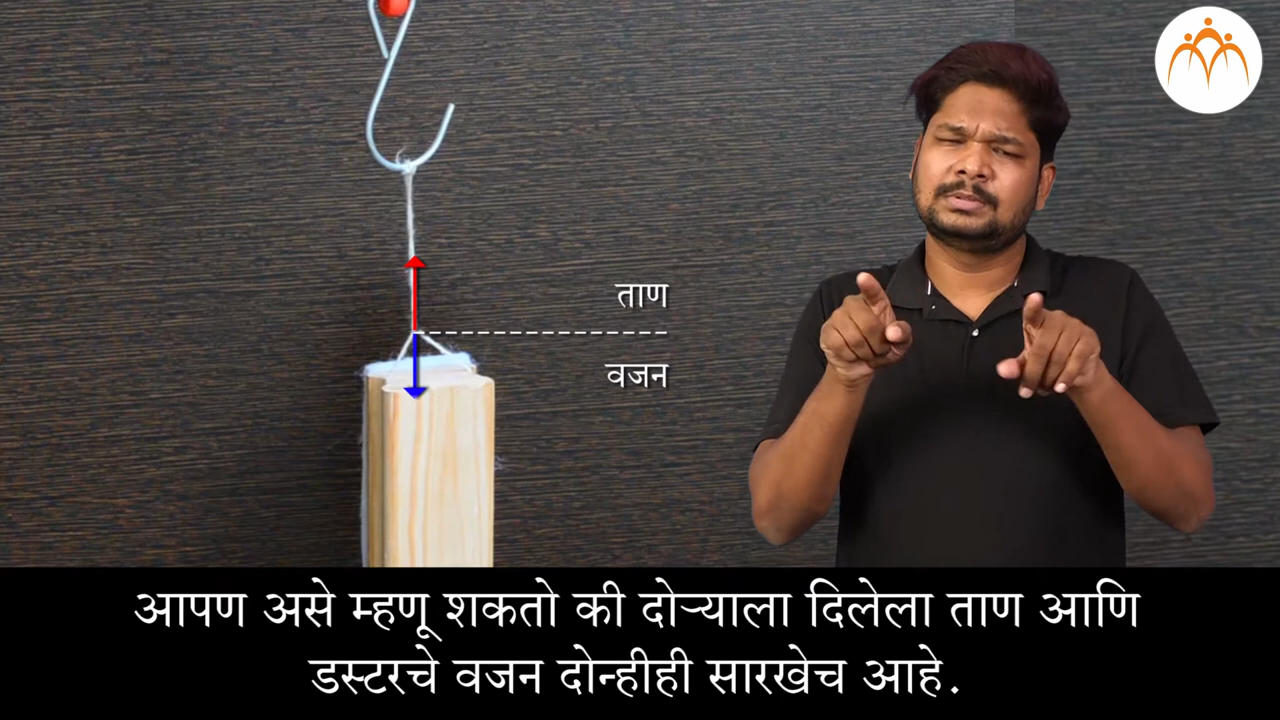 ताण
वजन
आपण असे म्हणू शकतो की दोऱ्याला दिलेला ताण आणि
डस्टरचे वजन दोन्हीही सारखेच आहे.